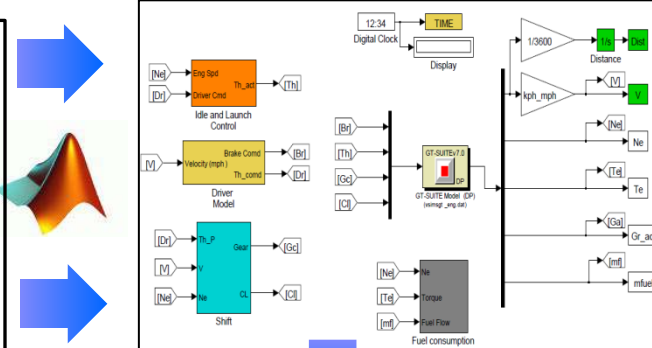 12:34
Digital Clock
TIME
Display
1/3600
1/s
Distance
Dist
kph_mph
[V]
V
[Ne]
Ne
[Te]
Te
[Ga]
[mf]
mfuel
[Ne]
[Dr]
Eng Spd
Driver Cmd
Th_act
[Th]
Idle and Launch
Control
[V]
Velocity (mph )
Brake Comd
Th_comd
[Br]
[Dr]
Driver
Model
[Dr]
[V]
[Ne]
Th_P
V
Ne
Gear
CL
[Gc]
[Cl]
Shift
[Br]
[Th]
[Gc]
[Cl]
GT-SUITEv7.0
DP
GT-SUITE Model (DP)
[Ne]
[Te]
[mf]
Ne
Torque
Fuel Flow
Fuel consumption